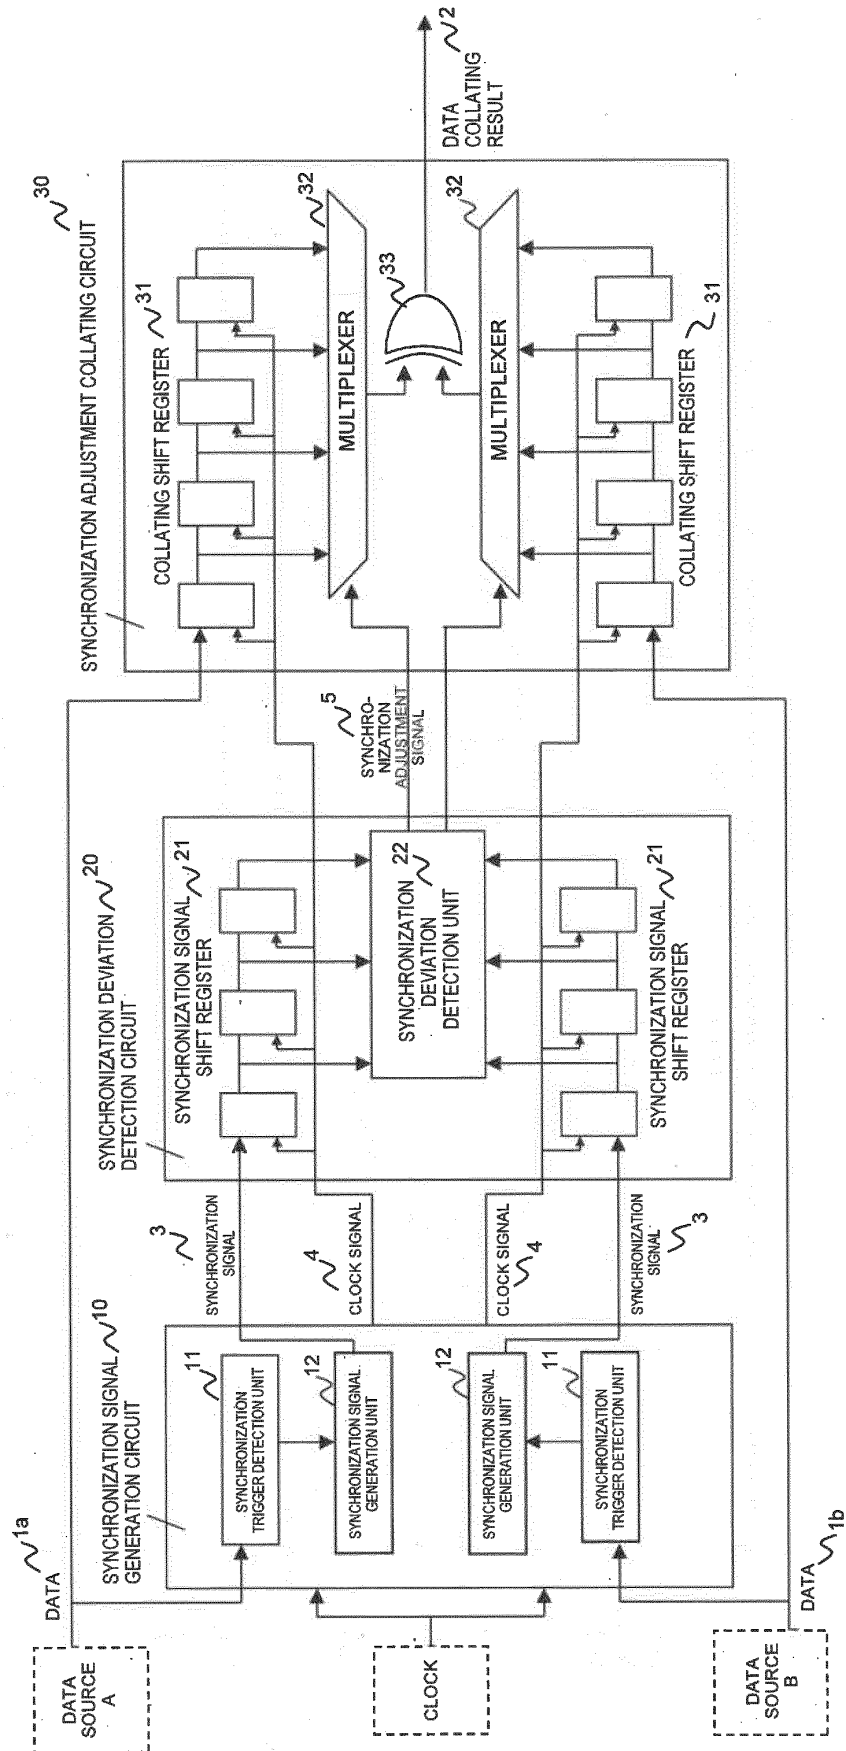 DATA
SOURCE
A
CLOCK
DATA
SOURCE
B
DATA
1a
DATA
1b
SYNCHRONIZATION SIGNAL
GENERATION CIRCUIT
10
11
SYNCHRONIZATION
TRIGGER DETECTION UNIT
12
SYNCHRONIZATION SIGNAL
GENERATION UNIT
12
SYNCHRONIZATION SIGNAL
GENERATION UNIT
11
SYNCHRONIZATION
TRIGGER DETECTION UNIT
3
SYNCHRONIZATION
SIGNAL
4
CLOCK SIGNAL
CLOCK SIGNAL
4
SYNCHRONIZATION
SIGNAL
3
SYNCHRONIZATION DEVIATION
DETECTION CIRCUIT
20
SYNCHRONIZATION SIGNAL
SHIFT REGISTER
21
SYNCHRONIZATION
DEVIATION
DETECTION UNIT
22
SYNCHRONIZATION SIGNAL
SHIFT REGISTER
21
5
SYNCHRO-
NIZATION
ADJUSTMENT
SIGNAL
SYNCHRONIZATION ADJUSTMENT COLLATING CIRCUIT
30
COLLATING SHIFT REGISTER
31
MULTIPLEXER
32
33
MULTIPLEXER
32
COLLATING SHIFT REGISTER
31
DATA
COLLATING
RESULT
2